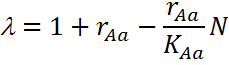 λ = 1 + r_{Aa} − \frac{r_{Aa}}{K_{Aa}} N